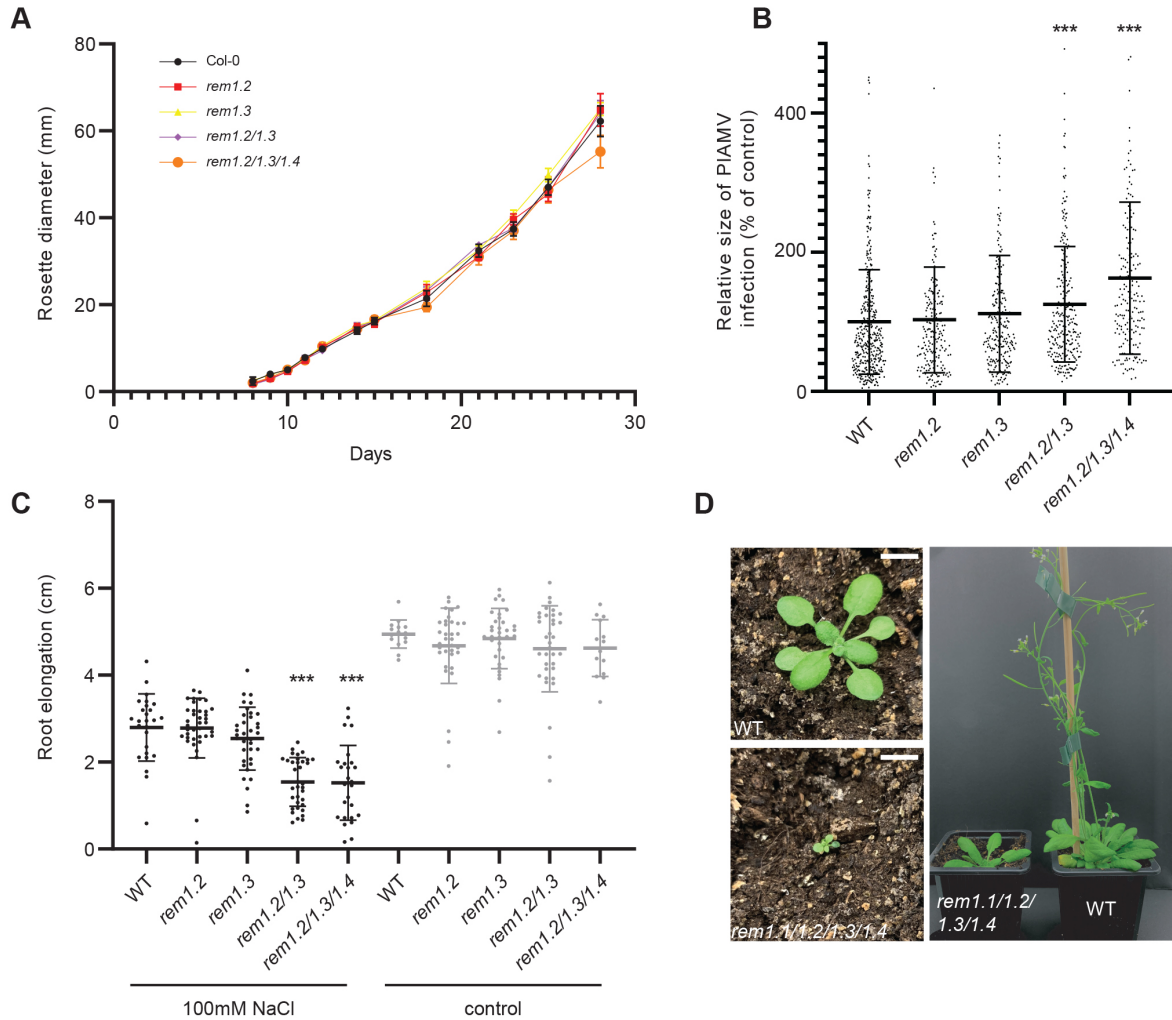 A
80
60
40
20
0
Rosette diameter (mm)
Col-0
rem1.2
rem1.3
rem1.2/1.3
rem1.2/1.3/1.4
0
10
20
30
Days
B
*** ***
400
200
0
Relative size of PlAMV
infection (% of control)
WT
rem1.2
rem1.3
rem1.2/1.3
rem1.2/1.3/1.4
C
8
6
4
2
0
Root elongation (cm)
*** ***
WT
rem1.2
rem1.3
rem1.2/1.3
rem1.2/1.3/1.4
WT
rem1.2
rem1.3
rem1.2/1.3
rem1.2/1.3/1.4
100mM NaCl
control
D
WT
rem1.1/1.2/1.3/1.4
rem1.1/1.2/
1.3/1.4
WT